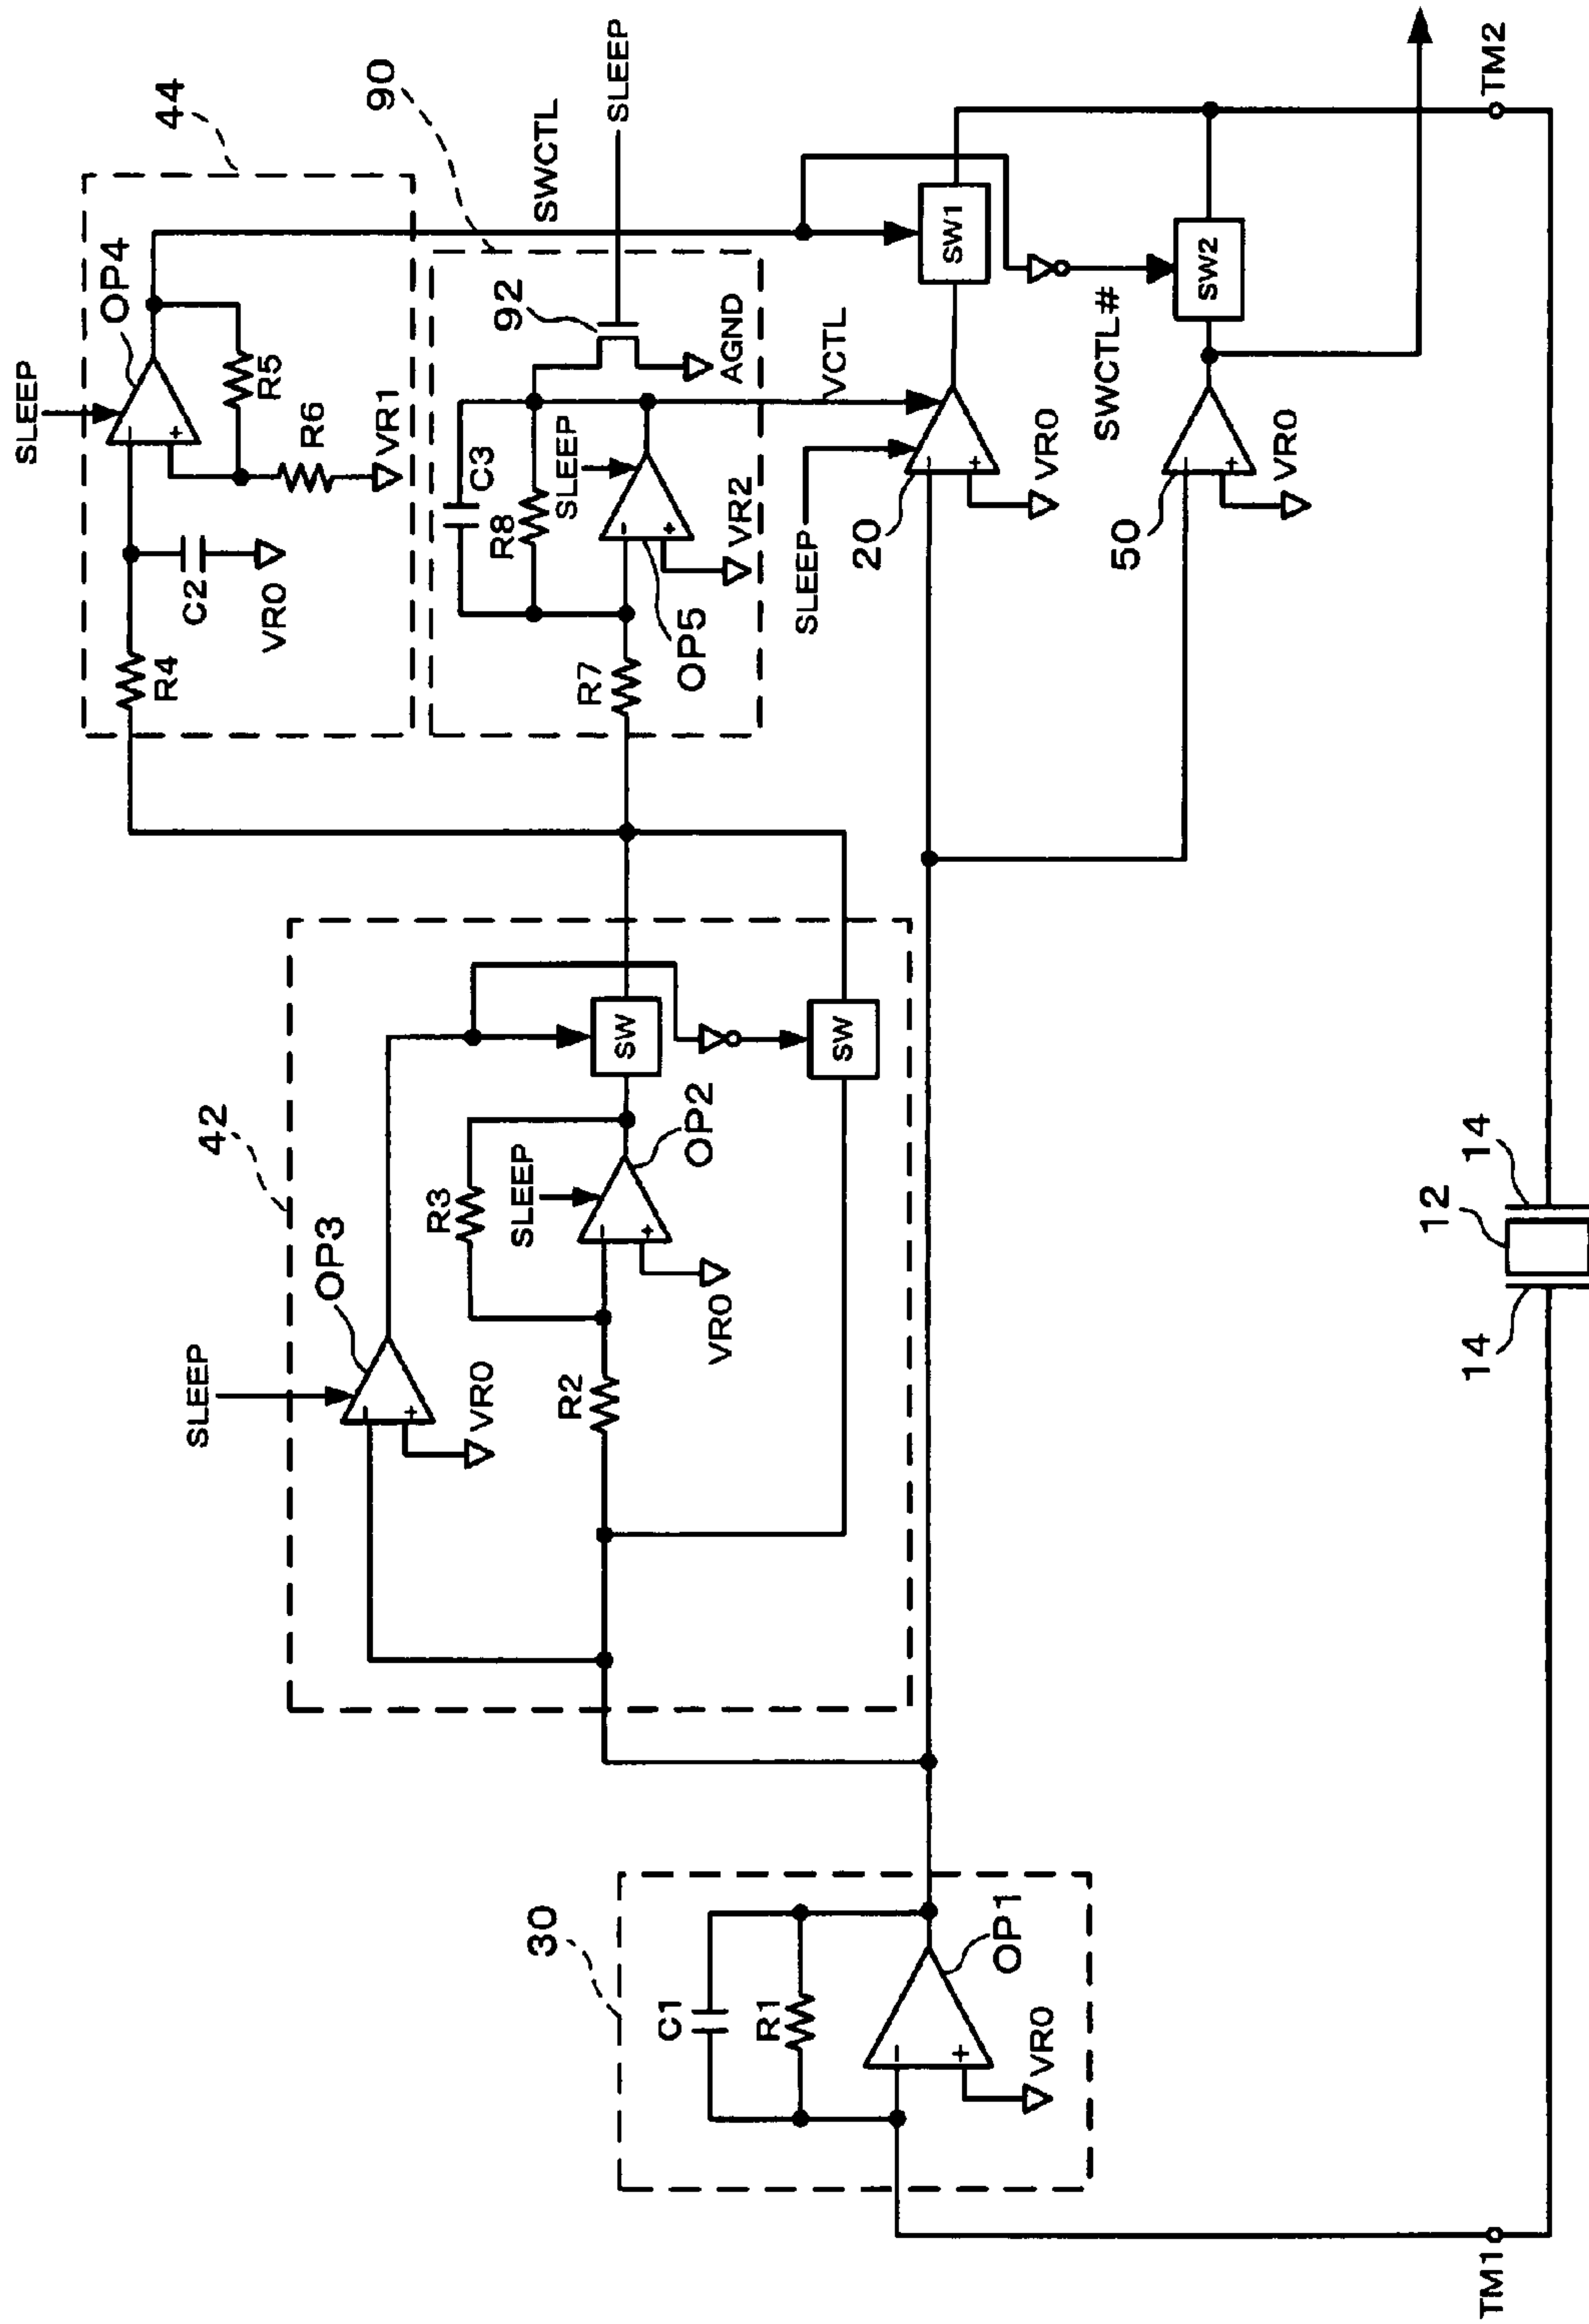 SLEEP
44
OP4
R5
R6
VR1
R4
C2
VR0
90
SWCTL
SLEEP
92
AGND
C3
R8
SLEEP
VR2
OP5
R7
VCTL
SLEEP
20
VR0
SW1
SWCTL#
SW2
50
VR0
TM2
42
SLEEP
OP3
VR0
R3
SLEEP
OP2
R2
VR0
SW
SW
30
C1
R1
OP1
VR0
12
14
14
TM1